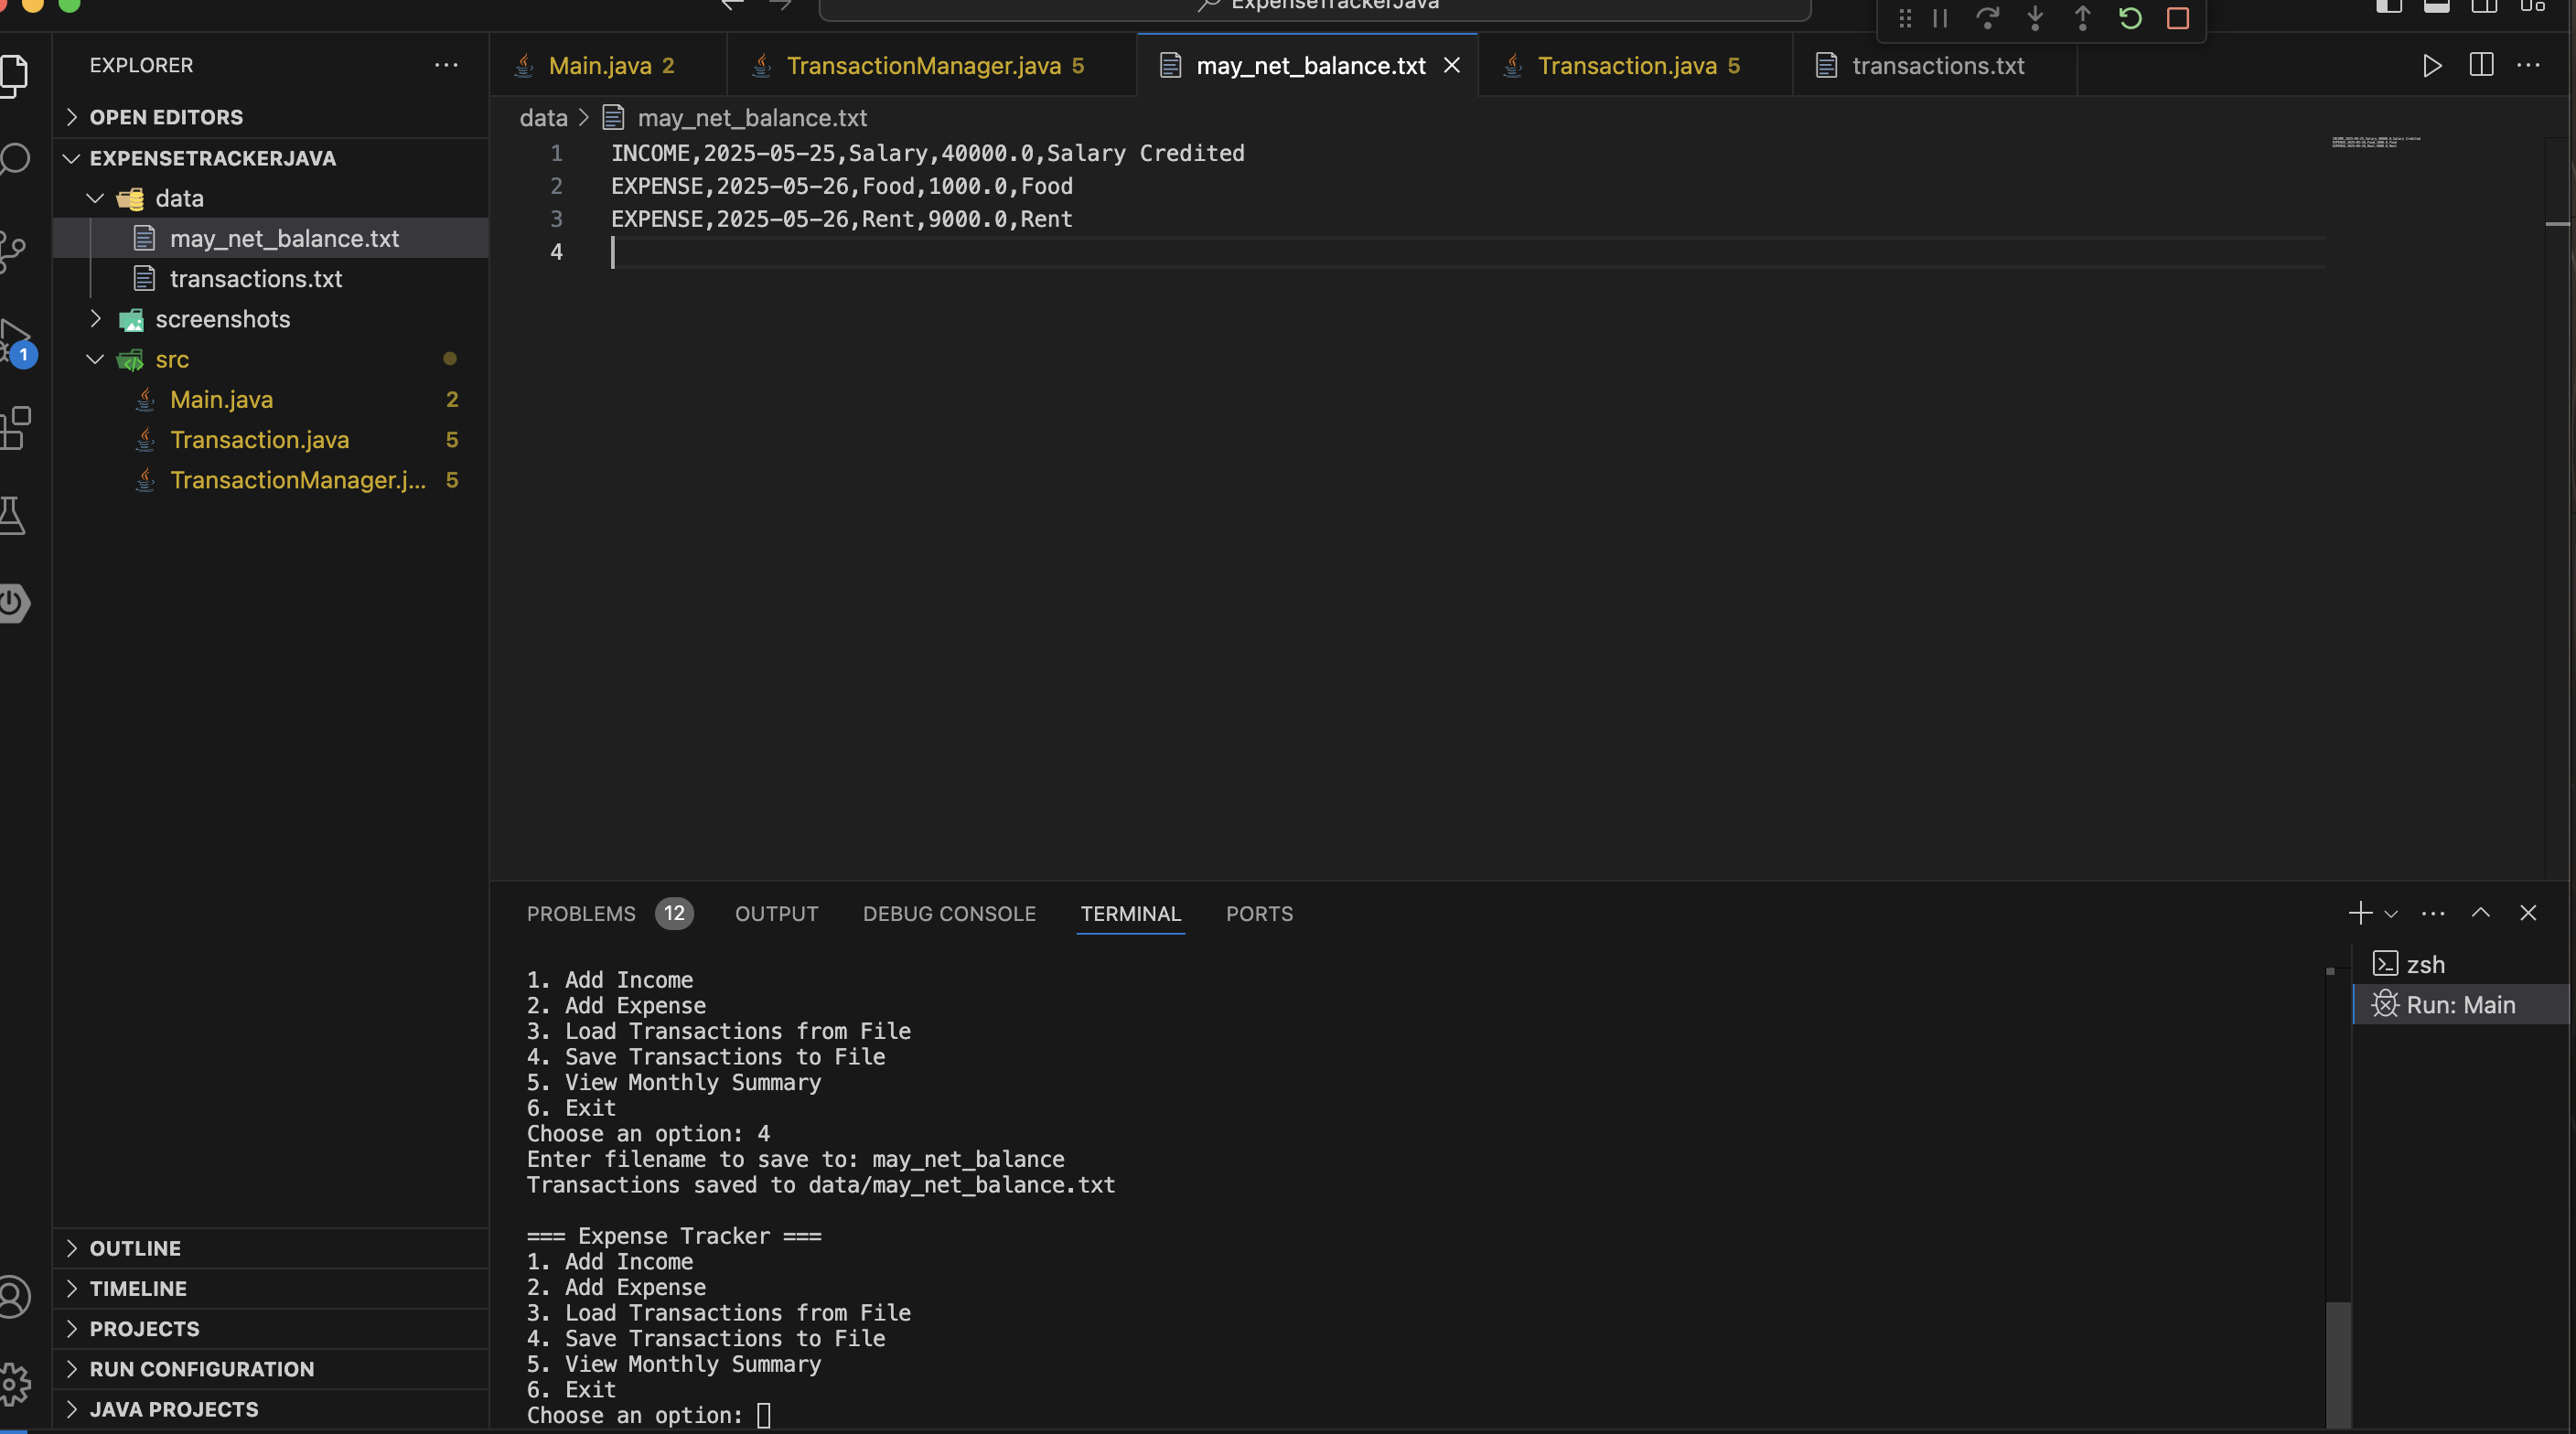 ExpenseTrackerJava
EXPLORER
OPEN EDITORS
EXPENSETRACKERJAVA
data
may_net_balance.txt
transactions.txt
screenshots
src
Main.java 2
Transaction.java 5
TransactionManager.j... 5
1
OUTLINE
TIMELINE
PROJECTS
RUN CONFIGURATION
JAVA PROJECTS
Main.java 2
TransactionManager.java 5
may_net_balance.txt
Transaction.java 5
transactions.txt
data > may_net_balance.txt
1 INCOME,2025-05-25,Salary,40000.0,Salary Credited
2 EXPENSE,2025-05-26,Food,1000.0,Food
3 EXPENSE,2025-05-26,Rent,9000.0,Rent
4
PROBLEMS 12 OUTPUT DEBUG CONSOLE TERMINAL PORTS
1. Add Income
2. Add Expense
3. Load Transactions from File
4. Save Transactions to File
5. View Monthly Summary
6. Exit
Choose an option: 4
Enter filename to save to: may_net_balance
Transactions saved to data/may_net_balance.txt
=== Expense Tracker ===
1. Add Income
2. Add Expense
3. Load Transactions from File
4. Save Transactions to File
5. View Monthly Summary
6. Exit
Choose an option:
zsh
Run: Main